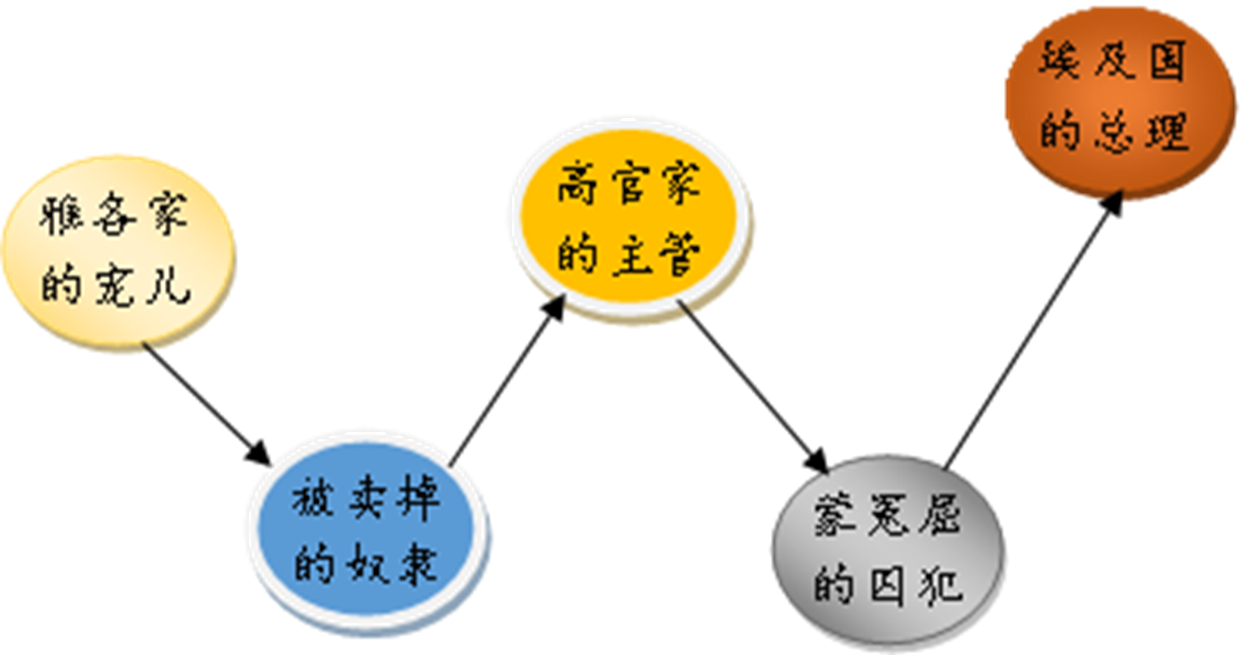 雅各家
的宠儿
被卖掉
的奴隶
高官家
的主管
蒙冤屈
的囚犯
埃及国
的总理